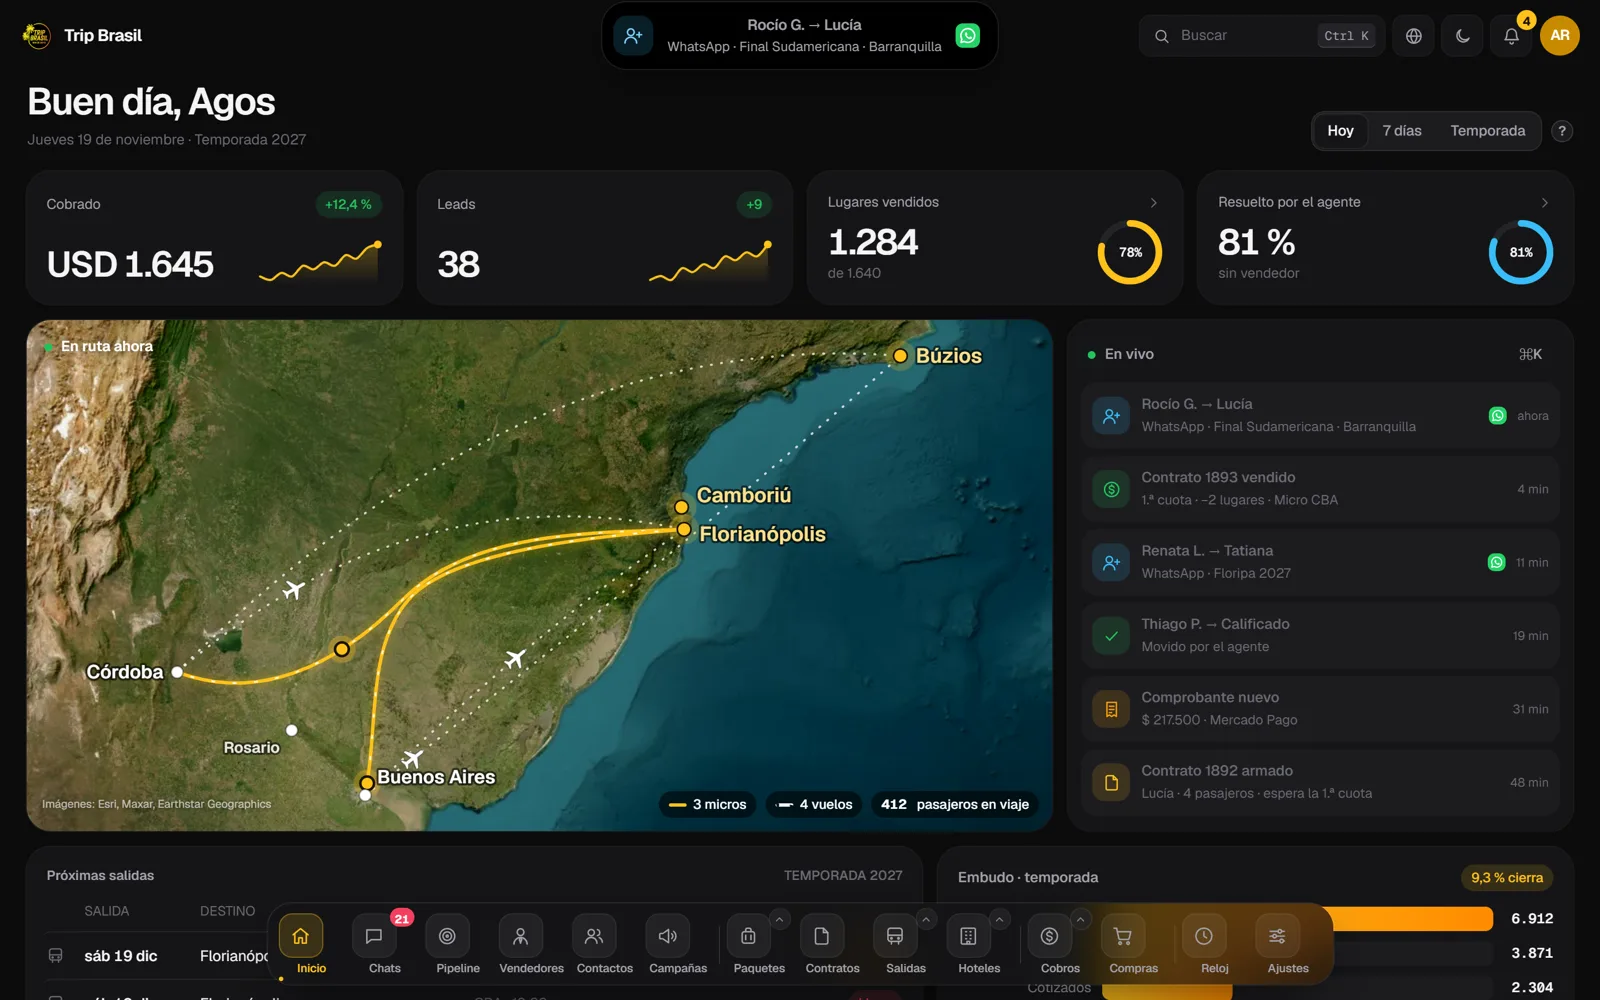 Trip Brasil
Rocío G. → Lucía
WhatsApp · Final Sudamericana · Barranquilla
Buscar
Ctrl K
4
AR
Buen día, Agos
Jueves 19 de noviembre · Temporada 2027
Hoy
7 días
Temporada
?
Cobrado
+12,4 %
USD 1.645
Leads
+9
38
Lugares vendidos
1.284
de 1.640
78%
Resuelto por el agente
81 %
sin vendedor
81%
En ruta ahora
Búzios
Camboriú
Florianópolis
Córdoba
Rosario
Buenos Aires
Imágenes: Esri, Maxar, Earthstar Geographics
3 micros
4 vuelos
412 pasajeros en viaje
En vivo
⌘K
Rocío G. → Lucía
WhatsApp · Final Sudamericana · Barranquilla
ahora
Contrato 1893 vendido
1.ª cuota · −2 lugares · Micro CBA
4 min
Renata L. → Tatiana
WhatsApp · Floripa 2027
11 min
Thiago P. → Calificado
Movido por el agente
19 min
Comprobante nuevo
$ 217.500 · Mercado Pago
31 min
Contrato 1892 armado
Lucía · 4 pasajeros · espera la 1.ª cuota
48 min
Próximas salidas
TEMPORADA 2027
SALIDA
DESTINO
sáb 19 dic
Florianópo
Embudo · temporada
9,3 % cierra
6.912
3.871
Cotizados
2.304
21
Inicio
Chats
Pipeline
Vendedores
Contactos
Campañas
Paquetes
Contratos
Salidas
Hoteles
Cobros
Compras
Reloj
Ajustes